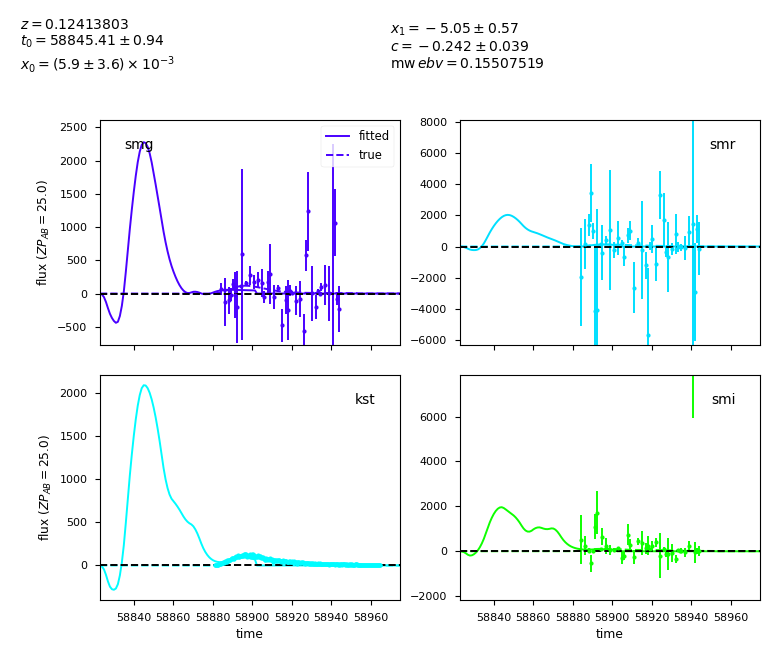 z = 0.12413803
t₀ = 58845.41 ± 0.94
x₀ = (5.9 ± 3.6) × 10⁻³
x₁ = −5.05 ± 0.57
c = −0.242 ± 0.039
mw ebv = 0.15507519
smg
fitted
true
flux (ZP_AB = 25.0)
2500
2000
1500
1000
500
0
−500
smr
8000
6000
4000
2000
0
−2000
−4000
−6000
kst
flux (ZP_AB = 25.0)
2000
1500
1000
500
0
58840 58860 58880 58900 58920 58940 58960
time
smi
6000
4000
2000
0
−2000
58840 58860 58880 58900 58920 58940 58960
time